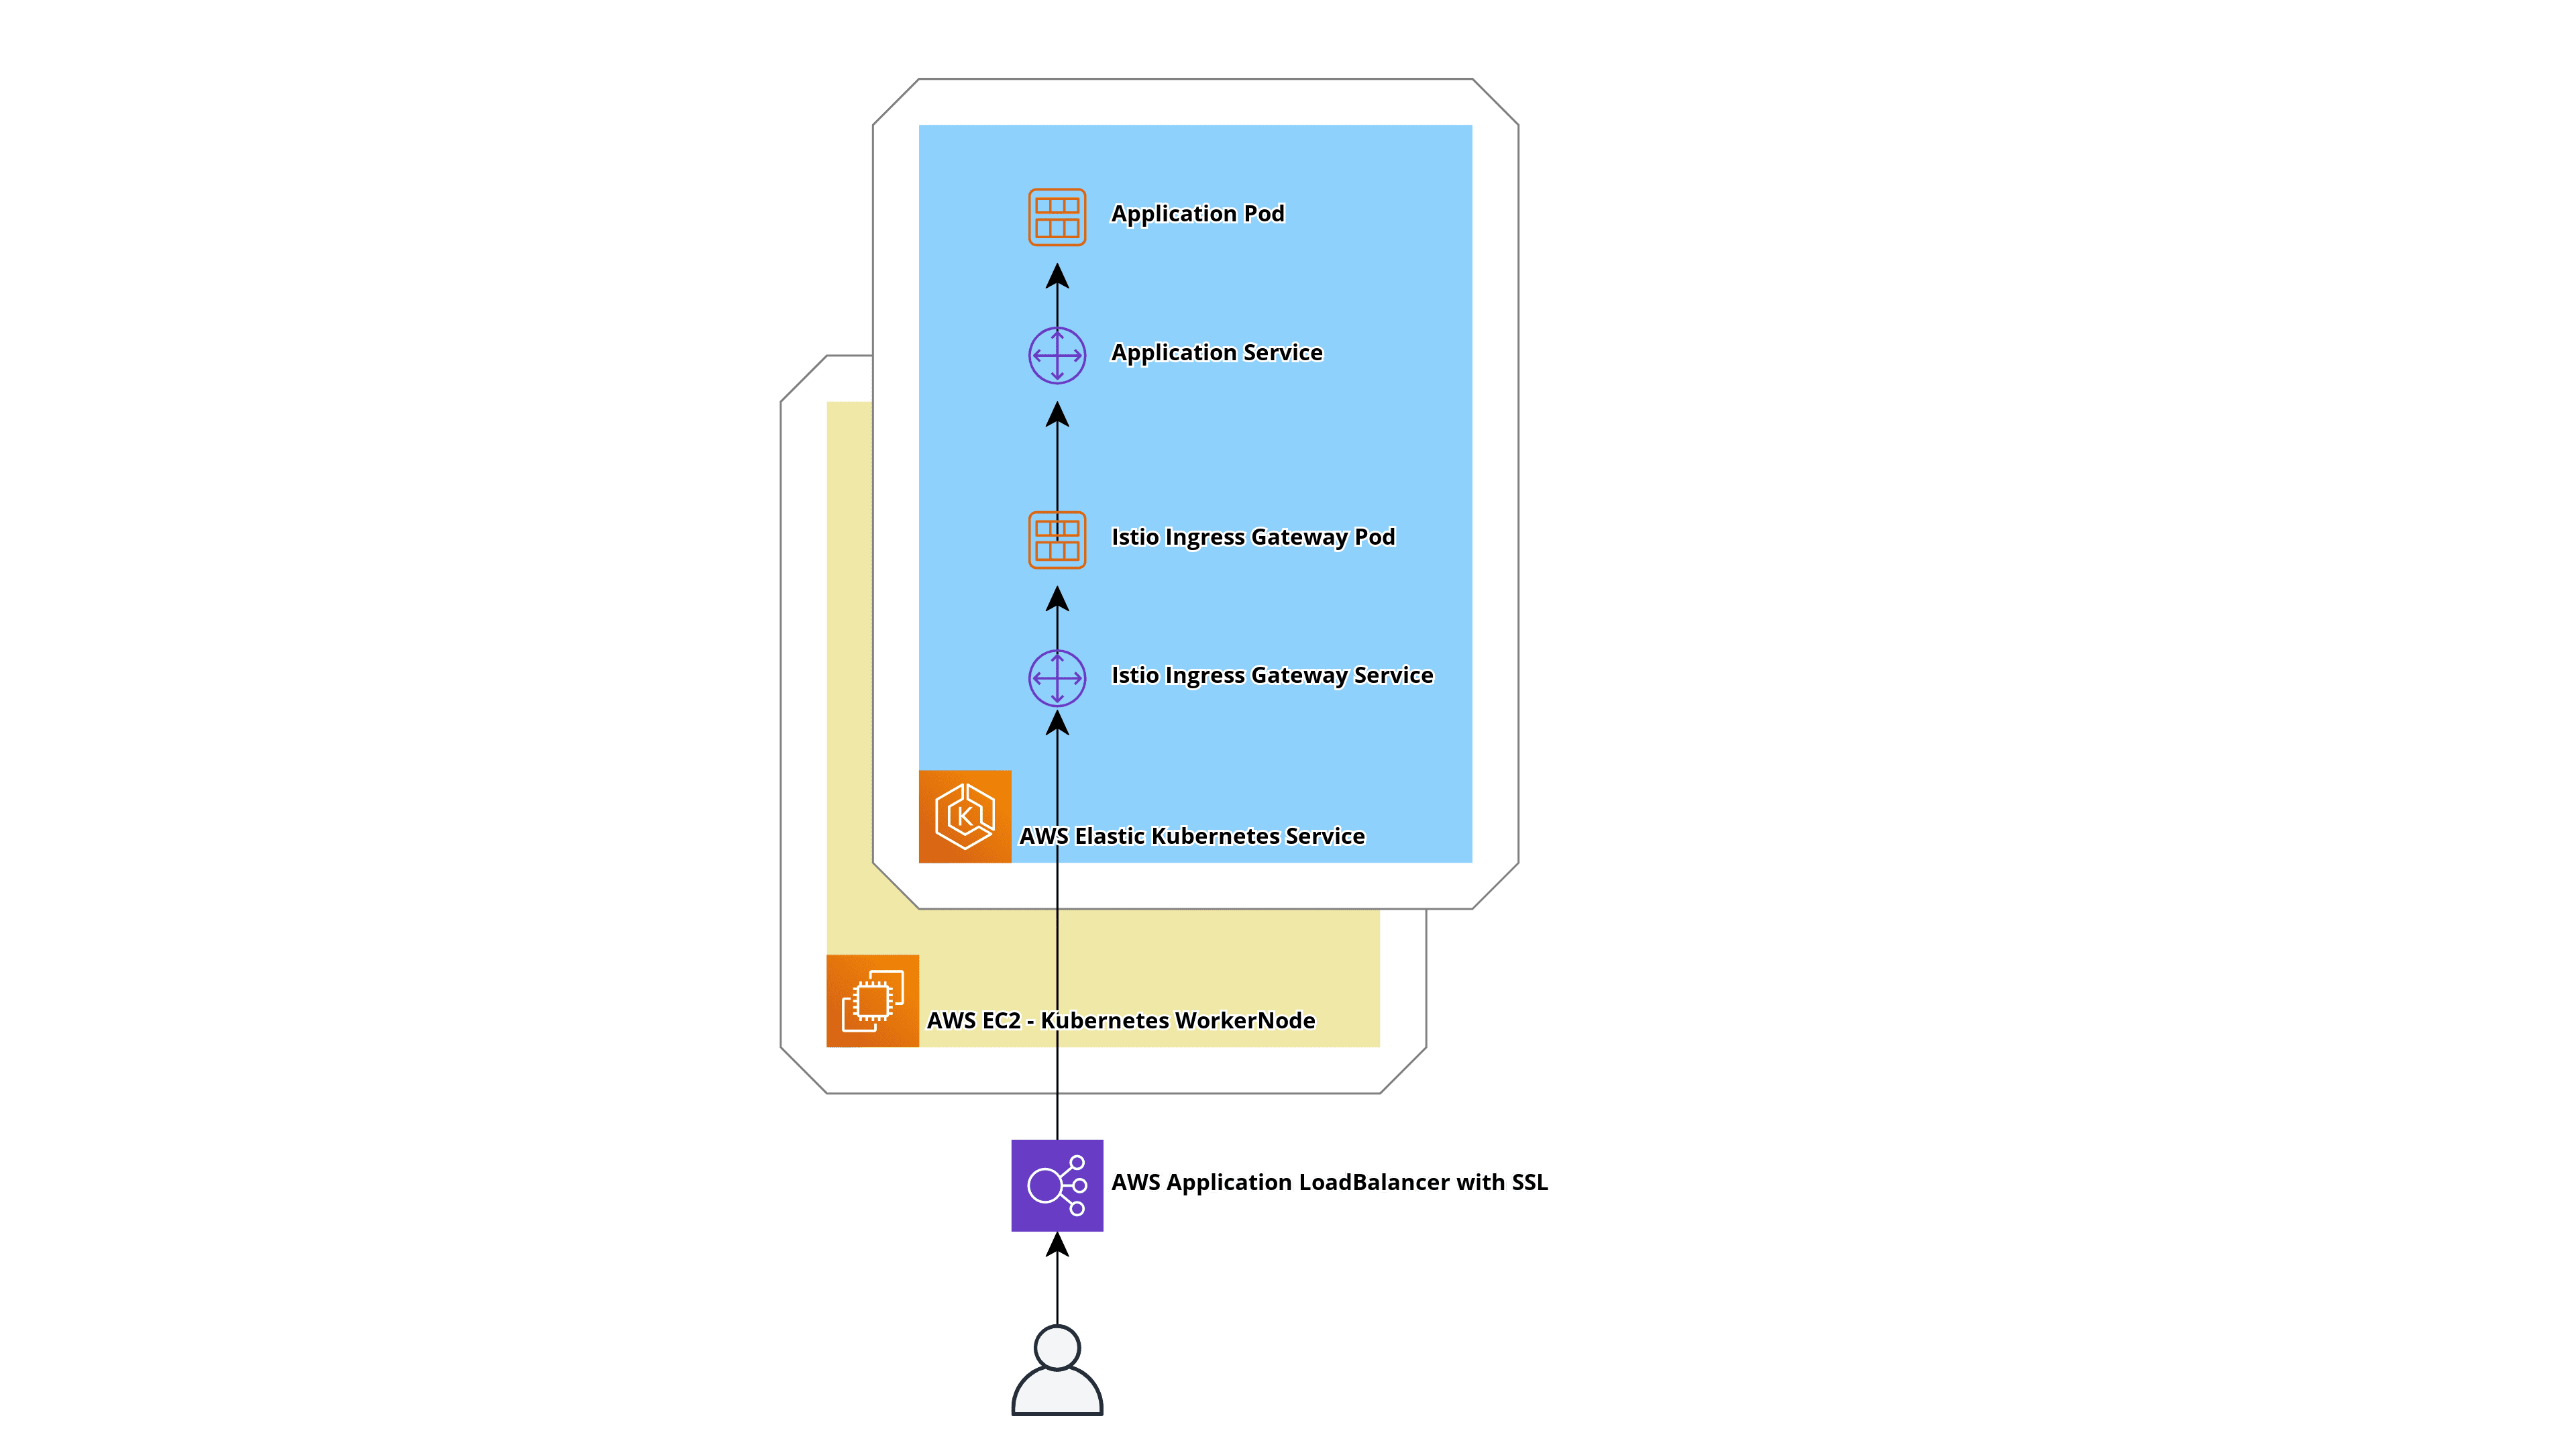 Application Pod
Application Service
Istio Ingress Gateway Pod
Istio Ingress Gateway Service
K
AWS Elastic Kubernetes Service
AWS EC2 - Kubernetes WorkerNode
AWS Application LoadBalancer with SSL